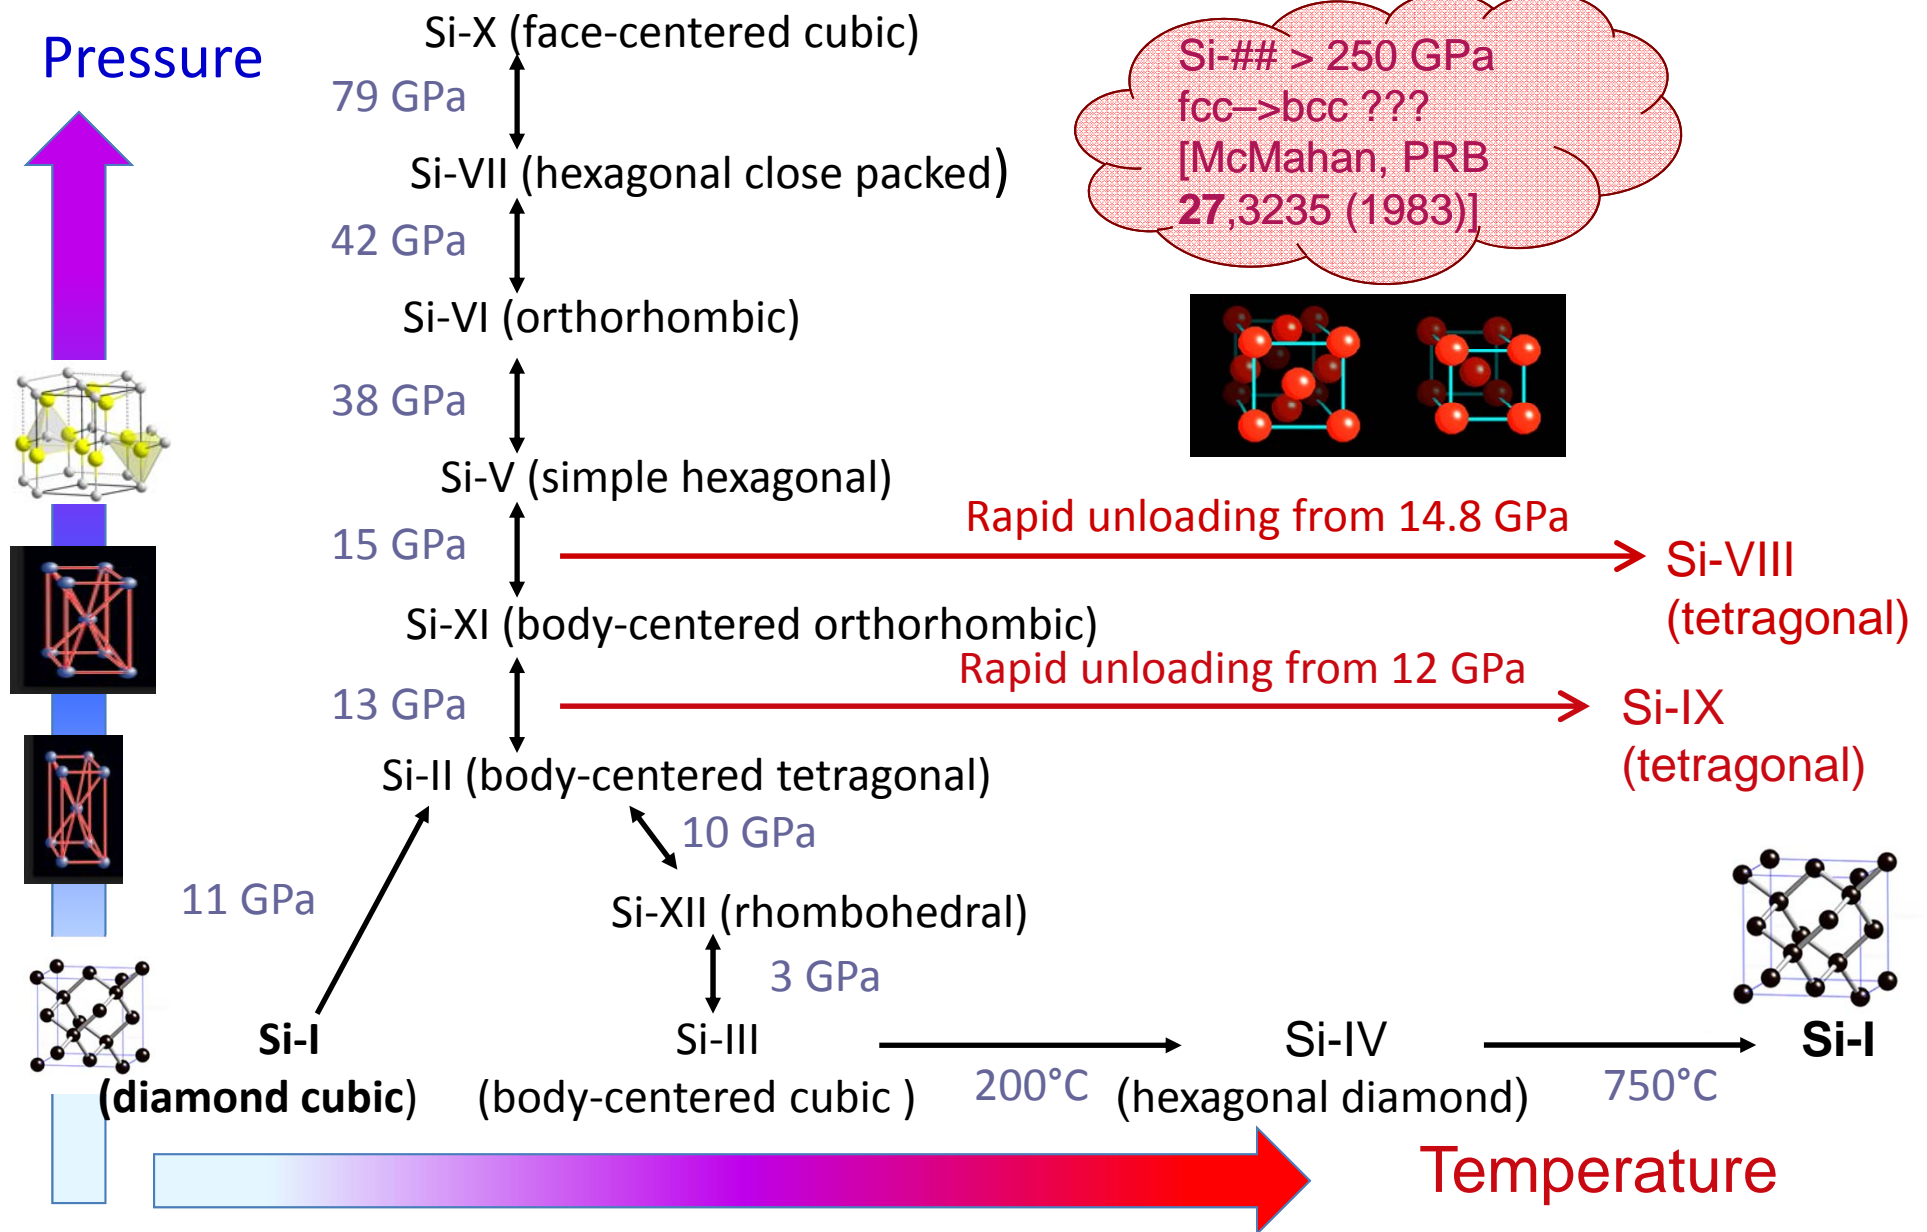 Pressure
Si-X (face-centered cubic)
79 GPa
Si-VII (hexagonal close packed)
42 GPa
Si-VI (orthorhombic)
38 GPa
Si-V (simple hexagonal)
15 GPa
Si-XI (body-centered orthorhombic)
13 GPa
Si-II (body-centered tetragonal)
10 GPa
11 GPa
Si-XII (rhombohedral)
3 GPa
Si-## > 250 GPa
fcc–>bcc ???
[McMahan, PRB
27,3235 (1983)]
Rapid unloading from 14.8 GPa
Si-VIII
(tetragonal)
Rapid unloading from 12 GPa
Si-IX
(tetragonal)
Si-I
(diamond cubic)
Si-III
(body-centered cubic )
200°C
Si-IV
(hexagonal diamond)
750°C
Si-I
Temperature